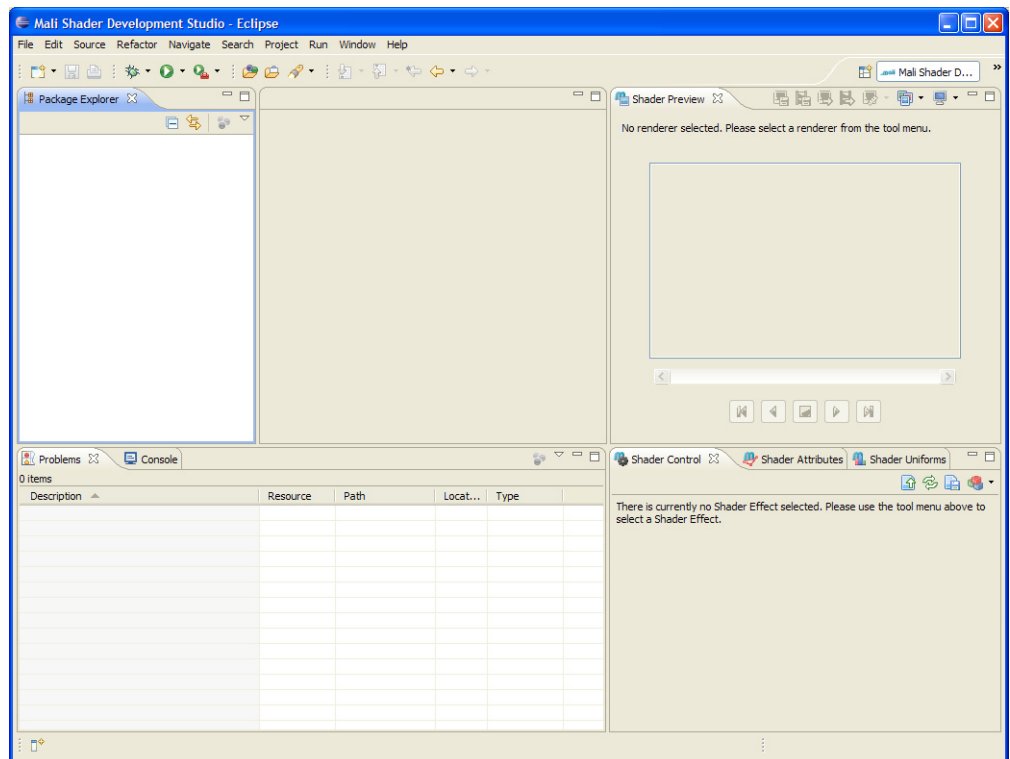 Mali Shader Development Studio - Eclipse
File Edit Source Refactor Navigate Search Project Run Window Help
Mali Shader D... »
Package Explorer
Shader Preview
No renderer selected. Please select a renderer from the tool menu.
Problems Console
0 items
Description Resource Path Locat... Type
Shader Control Shader Attributes Shader Uniforms
There is currently no Shader Effect selected. Please use the tool menu above to
select a Shader Effect.